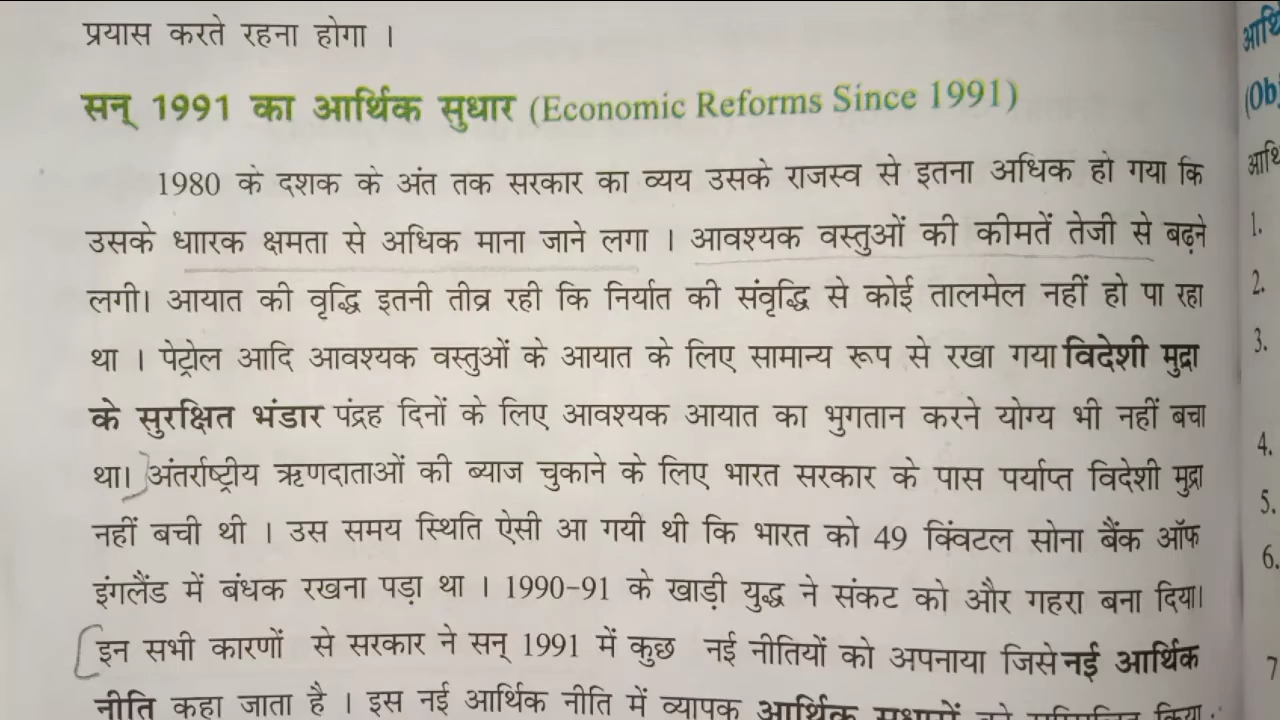 प्रयास करते रहना होगा ।
सन् 1991 का आर्थिक सुधार (Economic Reforms Since 1991)
1980 के दशक के अंत तक सरकार का व्यय उसके राजस्व से इतना अधिक हो गया कि
उसके धाारक क्षमता से अधिक माना जाने लगा । आवश्यक वस्तुओं की कीमतें तेजी से बढ़ने
लगी। आयात की वृद्धि इतनी तीव्र रही कि निर्यात की संवृद्धि से कोई तालमेल नहीं हो पा रहा
था । पेट्रोल आदि आवश्यक वस्तुओं के आयात के लिए सामान्य रूप से रखा गया विदेशी मुद्रा
के सुरक्षित भंडार पंद्रह दिनों के लिए आवश्यक आयात का भुगतान करने योग्य भी नहीं बचा
था। अंतर्राष्ट्रीय ऋणदाताओं की ब्याज चुकाने के लिए भारत सरकार के पास पर्याप्त विदेशी मुद्रा
नहीं बची थी । उस समय स्थिति ऐसी आ गयी थी कि भारत को 49 क्विंटल सोना बैंक ऑफ
इंगलैंड में बंधक रखना पड़ा था । 1990-91 के खाड़ी युद्ध ने संकट को और गहरा बना दिया।
इन सभी कारणों से सरकार ने सन् 1991 में कुछ नई नीतियों को अपनाया जिसे नई आर्थिक
नीति कहा जाता है । इस नई आर्थिक नीति में व्यापक आर्थिक सुधारों को सम्मिलित किया
(Ob
1.
2.
3.
4.
5.
6.
7